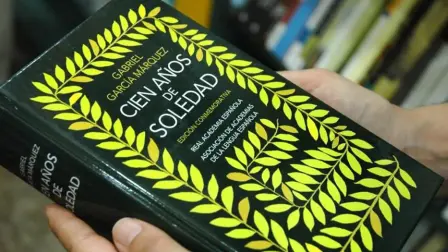 GABRIEL
GARCÍA MÁRQUEZ
CIEN AÑOS
DE
SOLEDAD
EDICIÓN CONMEMORATIVA
REAL ACADEMIA ESPAÑOLA
ASOCIACIÓN DE ACADEMIAS
DE LA LENGUA ESPAÑOLA
GABRIEL
GARCÍA MÁRQUEZ
CIEN AÑOS
DE
SOLEDAD